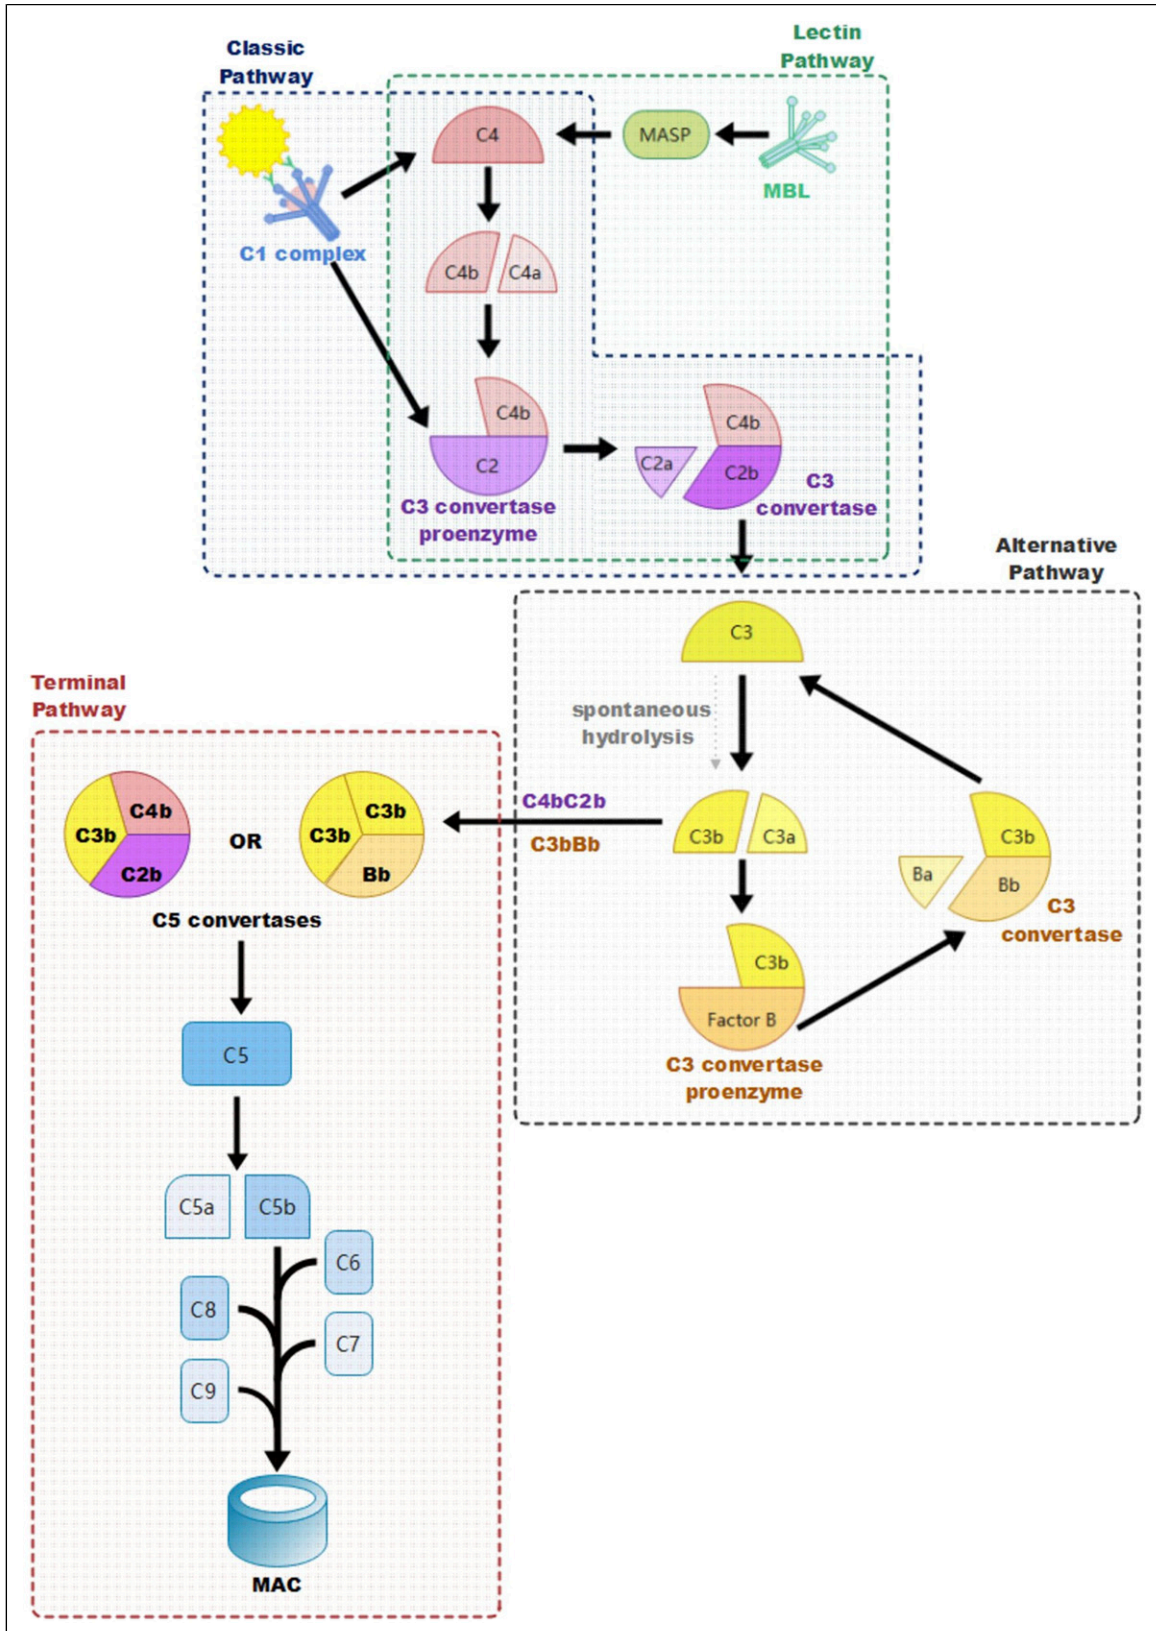 Classic
Pathway
Lectin
Pathway
C4
MASP
MBL
C1 complex
C4b
C4a
C4b
C2
C3 convertase
proenzyme
C4b
C2a
C2b
C3
convertase
Alternative
Pathway
C3
spontaneous
hydrolysis
C3b
C3a
C3b
Ba
Bb
C3
convertase
C3b
Factor B
C3 convertase
proenzyme
C4bC2b
C3bBb
Terminal
Pathway
C4b
C3b
C2b
OR
C3b
C3b
Bb
C5 convertases
C5
C5a
C5b
C6
C8
C7
C9
MAC